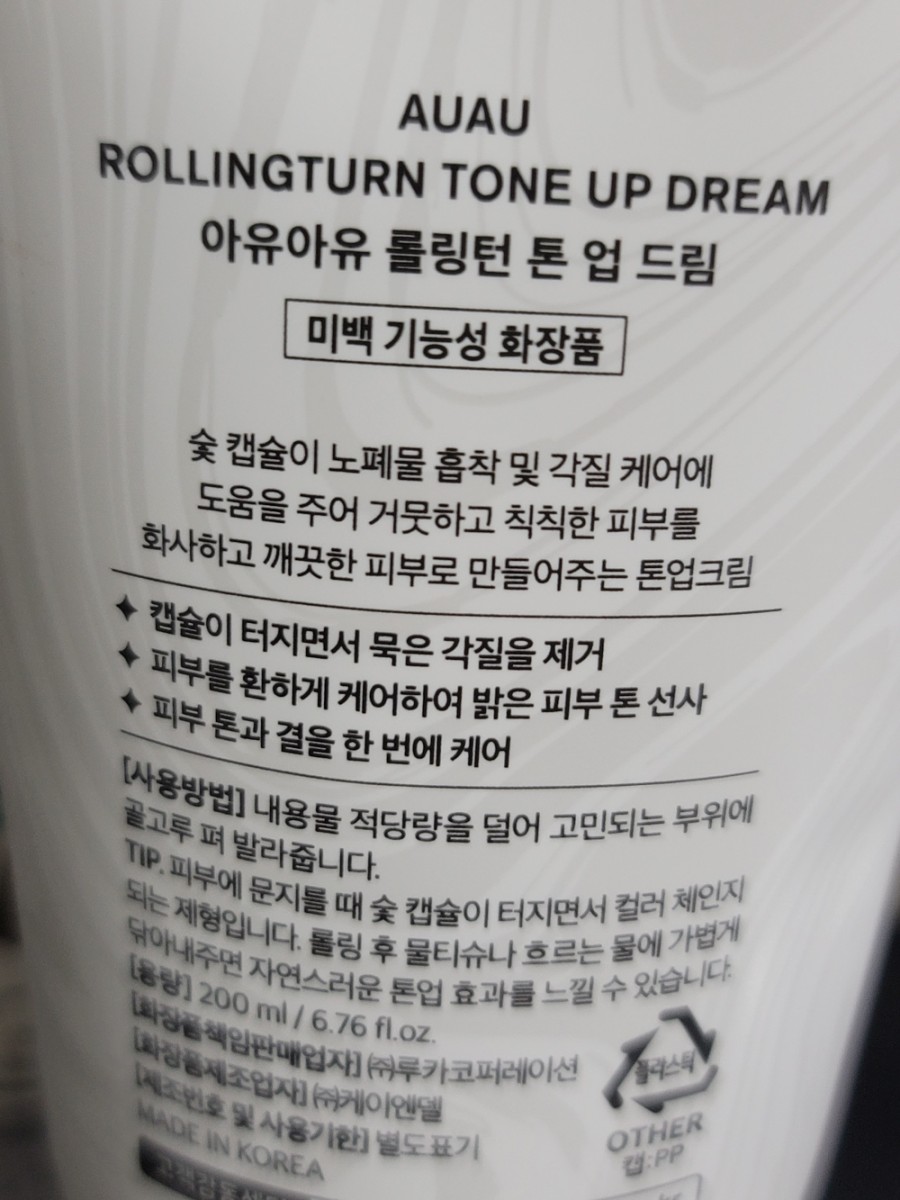 AUAU
ROLLINGTURN TONE UP DREAM
아유아유 롤링턴 톤 업 드림
미백 기능성 화장품
숯 캡슐이 노폐물 흡착 및 각질 케어에
도움을 주어 거뭇하고 칙칙한 피부를
화사하고 깨끗한 피부로 만들어주는 톤업크림
✦ 캡슐이 터지면서 묵은 각질을 제거
✦ 피부를 환하게 케어하여 밝은 피부 톤 선사
✦ 피부 톤과 결을 한 번에 케어
[사용방법] 내용물 적당량을 덜어 고민되는 부위에
골고루 펴 발라줍니다.
TIP. 피부에 문지를 때 숯 캡슐이 터지면서 컬러 체인지
되는 제형입니다. 롤링 후 물티슈나 흐르는 물에 가볍게
닦아내주면 자연스러운 톤업 효과를 느낄 수 있습니다.
[용량] 200 ml / 6.76 fl.oz.
[화장품책임판매업자] ㈜루카코퍼레이션
[화장품제조업자] ㈜케이엔델
[제조번호 및 사용기한] 별도표기
MADE IN KOREA
플라스틱
OTHER
캡:PP